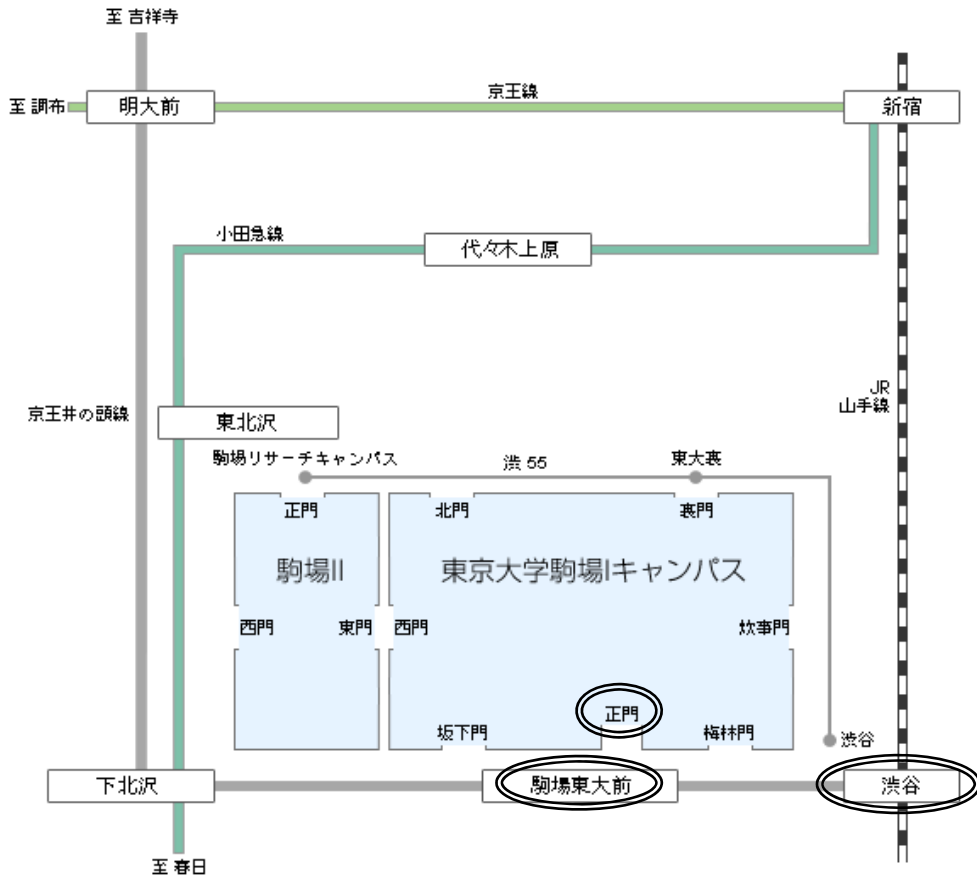 至 吉祥寺
京王線
至 調布
明大前
新宿
小田急線
代々木上原
JR
山手線
京王井の頭線
東北沢
駒場リサーチキャンパス
渋 55
東大裏
正門
北門
裏門
駒場II
東京大学駒場Iキャンパス
西門
東門
西門
炊事門
正門
坂下門
梅林門
渋谷
下北沢
駒場東大前
渋谷
至 春日